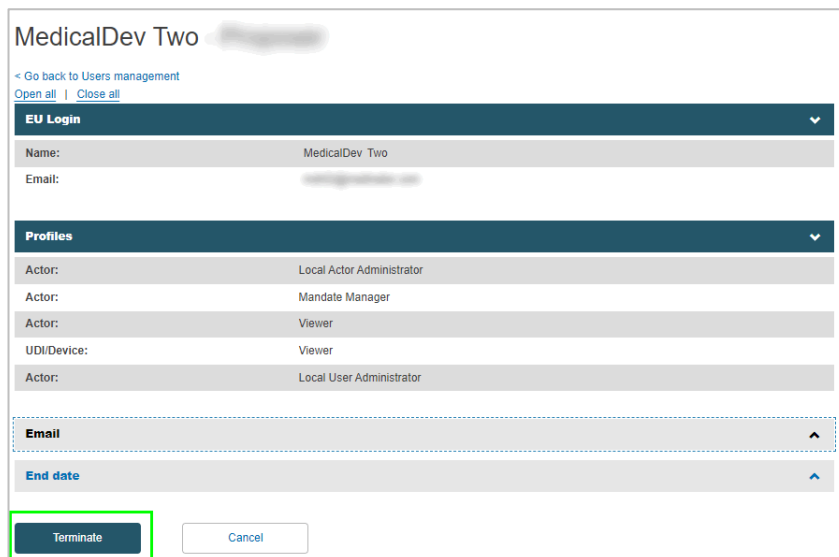 MedicalDev Two
< Go back to Users management
Open all | Close all
EU Login
Name: MedicalDev Two
Email:
Profiles
Actor: Local Actor Administrator
Actor: Mandate Manager
Actor: Viewer
UDI/Device: Viewer
Actor: Local User Administrator
Email
End date
Terminate Cancel